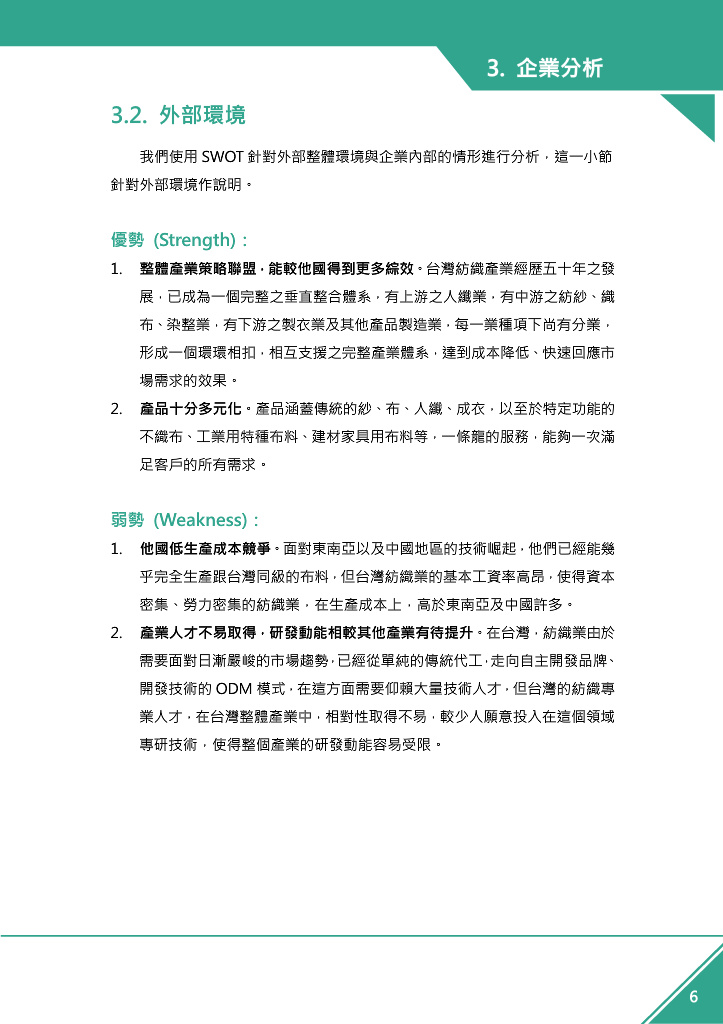 3. 企業分析
3.2. 外部環境
我們使用 SWOT 針對外部整體環境與企業內部的情形進行分析，這一小節
針對外部環境作說明。
優勢 (Strength)：
1. 整體產業策略聯盟，能較他國得到更多綜效。台灣紡織產業經歷五十年之發
展，已成為一個完整之垂直整合體系，有上游之人纖業，有中游之紡紗、織
布、染整業，有下游之製衣業及其他產品製造業，每一業種項下尚有分業，
形成一個環環相扣，相互支援之完整產業體系，達到成本降低、快速回應市
場需求的效果。
2. 產品十分多元化。產品涵蓋傳統的紗、布、人纖、成衣，以至於特定功能的
不織布、工業用特種布料、建材家具用布料等，一條龍的服務，能夠一次滿
足客戶的所有需求。
弱勢 (Weakness)：
1. 他國低生產成本競爭。面對東南亞以及中國地區的技術崛起，他們已經能幾
乎完全生產跟台灣同級的布料，但台灣紡織業的基本工資率高昂，使得資本
密集、勞力密集的紡織業，在生產成本上，高於東南亞及中國許多。
2. 產業人才不易取得，研發動能相較其他產業有待提升。在台灣，紡織業由於
需要面對日漸嚴峻的市場趨勢，已經從單純的傳統代工，走向自主開發品牌、
開發技術的 ODM 模式，在這方面需要仰賴大量技術人才，但台灣的紡織專
業人才，在台灣整體產業中，相對性取得不易，較少人願意投入在這個領域
專研技術，使得整個產業的研發動能容易受限。
6